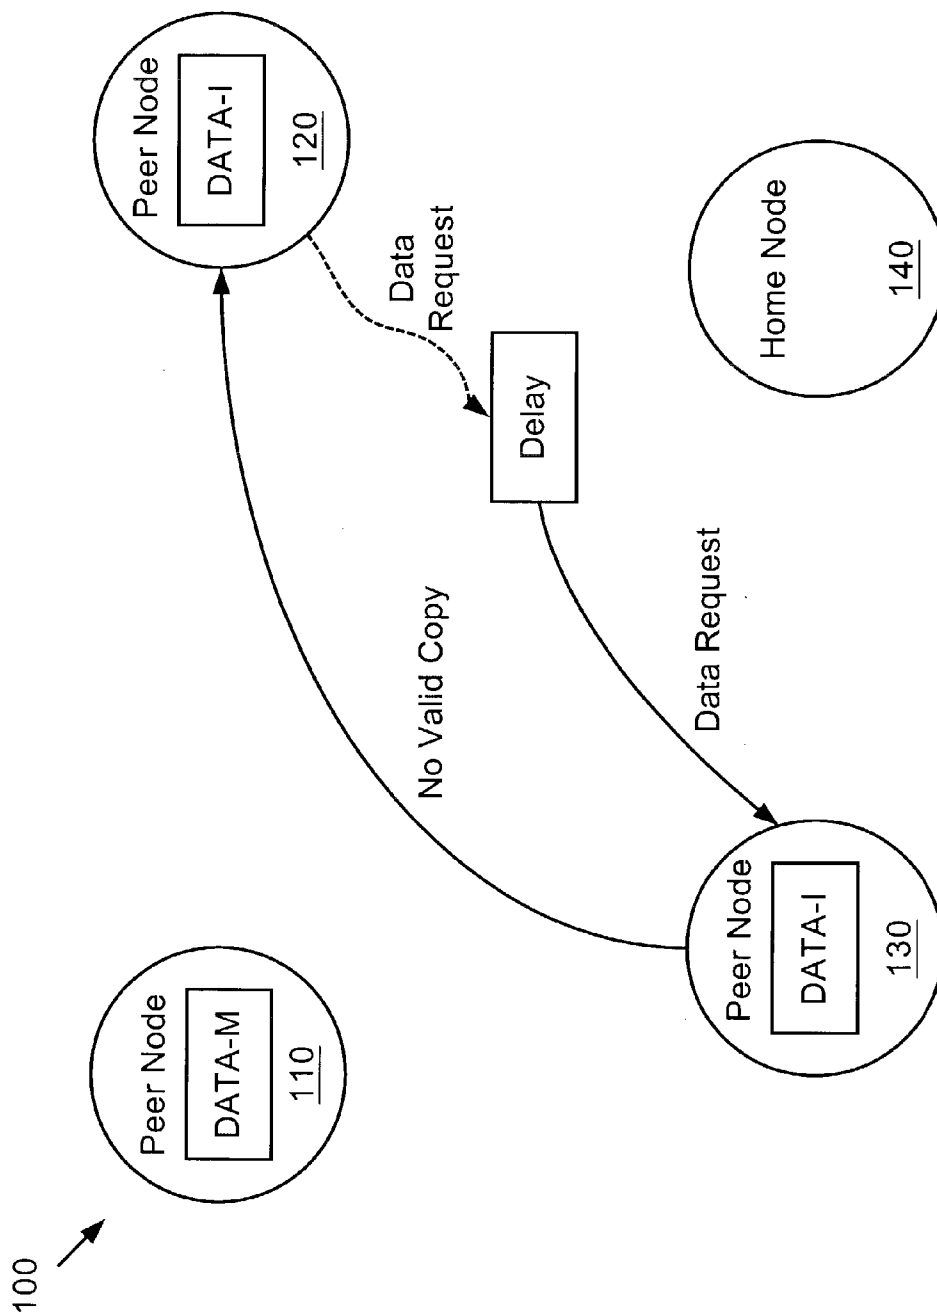 100
Peer Node
DATA-M
110
Peer Node
DATA-I
120
No Valid Copy
Data
Request
Delay
Data Request
Peer Node
DATA-I
130
Home Node
140